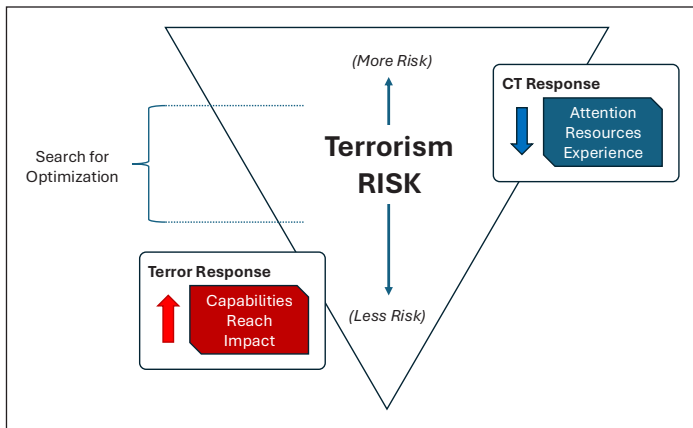 (More Risk)
CT Response
Attention
Resources
Experience
Search for
Optimization
Terrorism
RISK
Terror Response
Capabilities
Reach
Impact
(Less Risk)